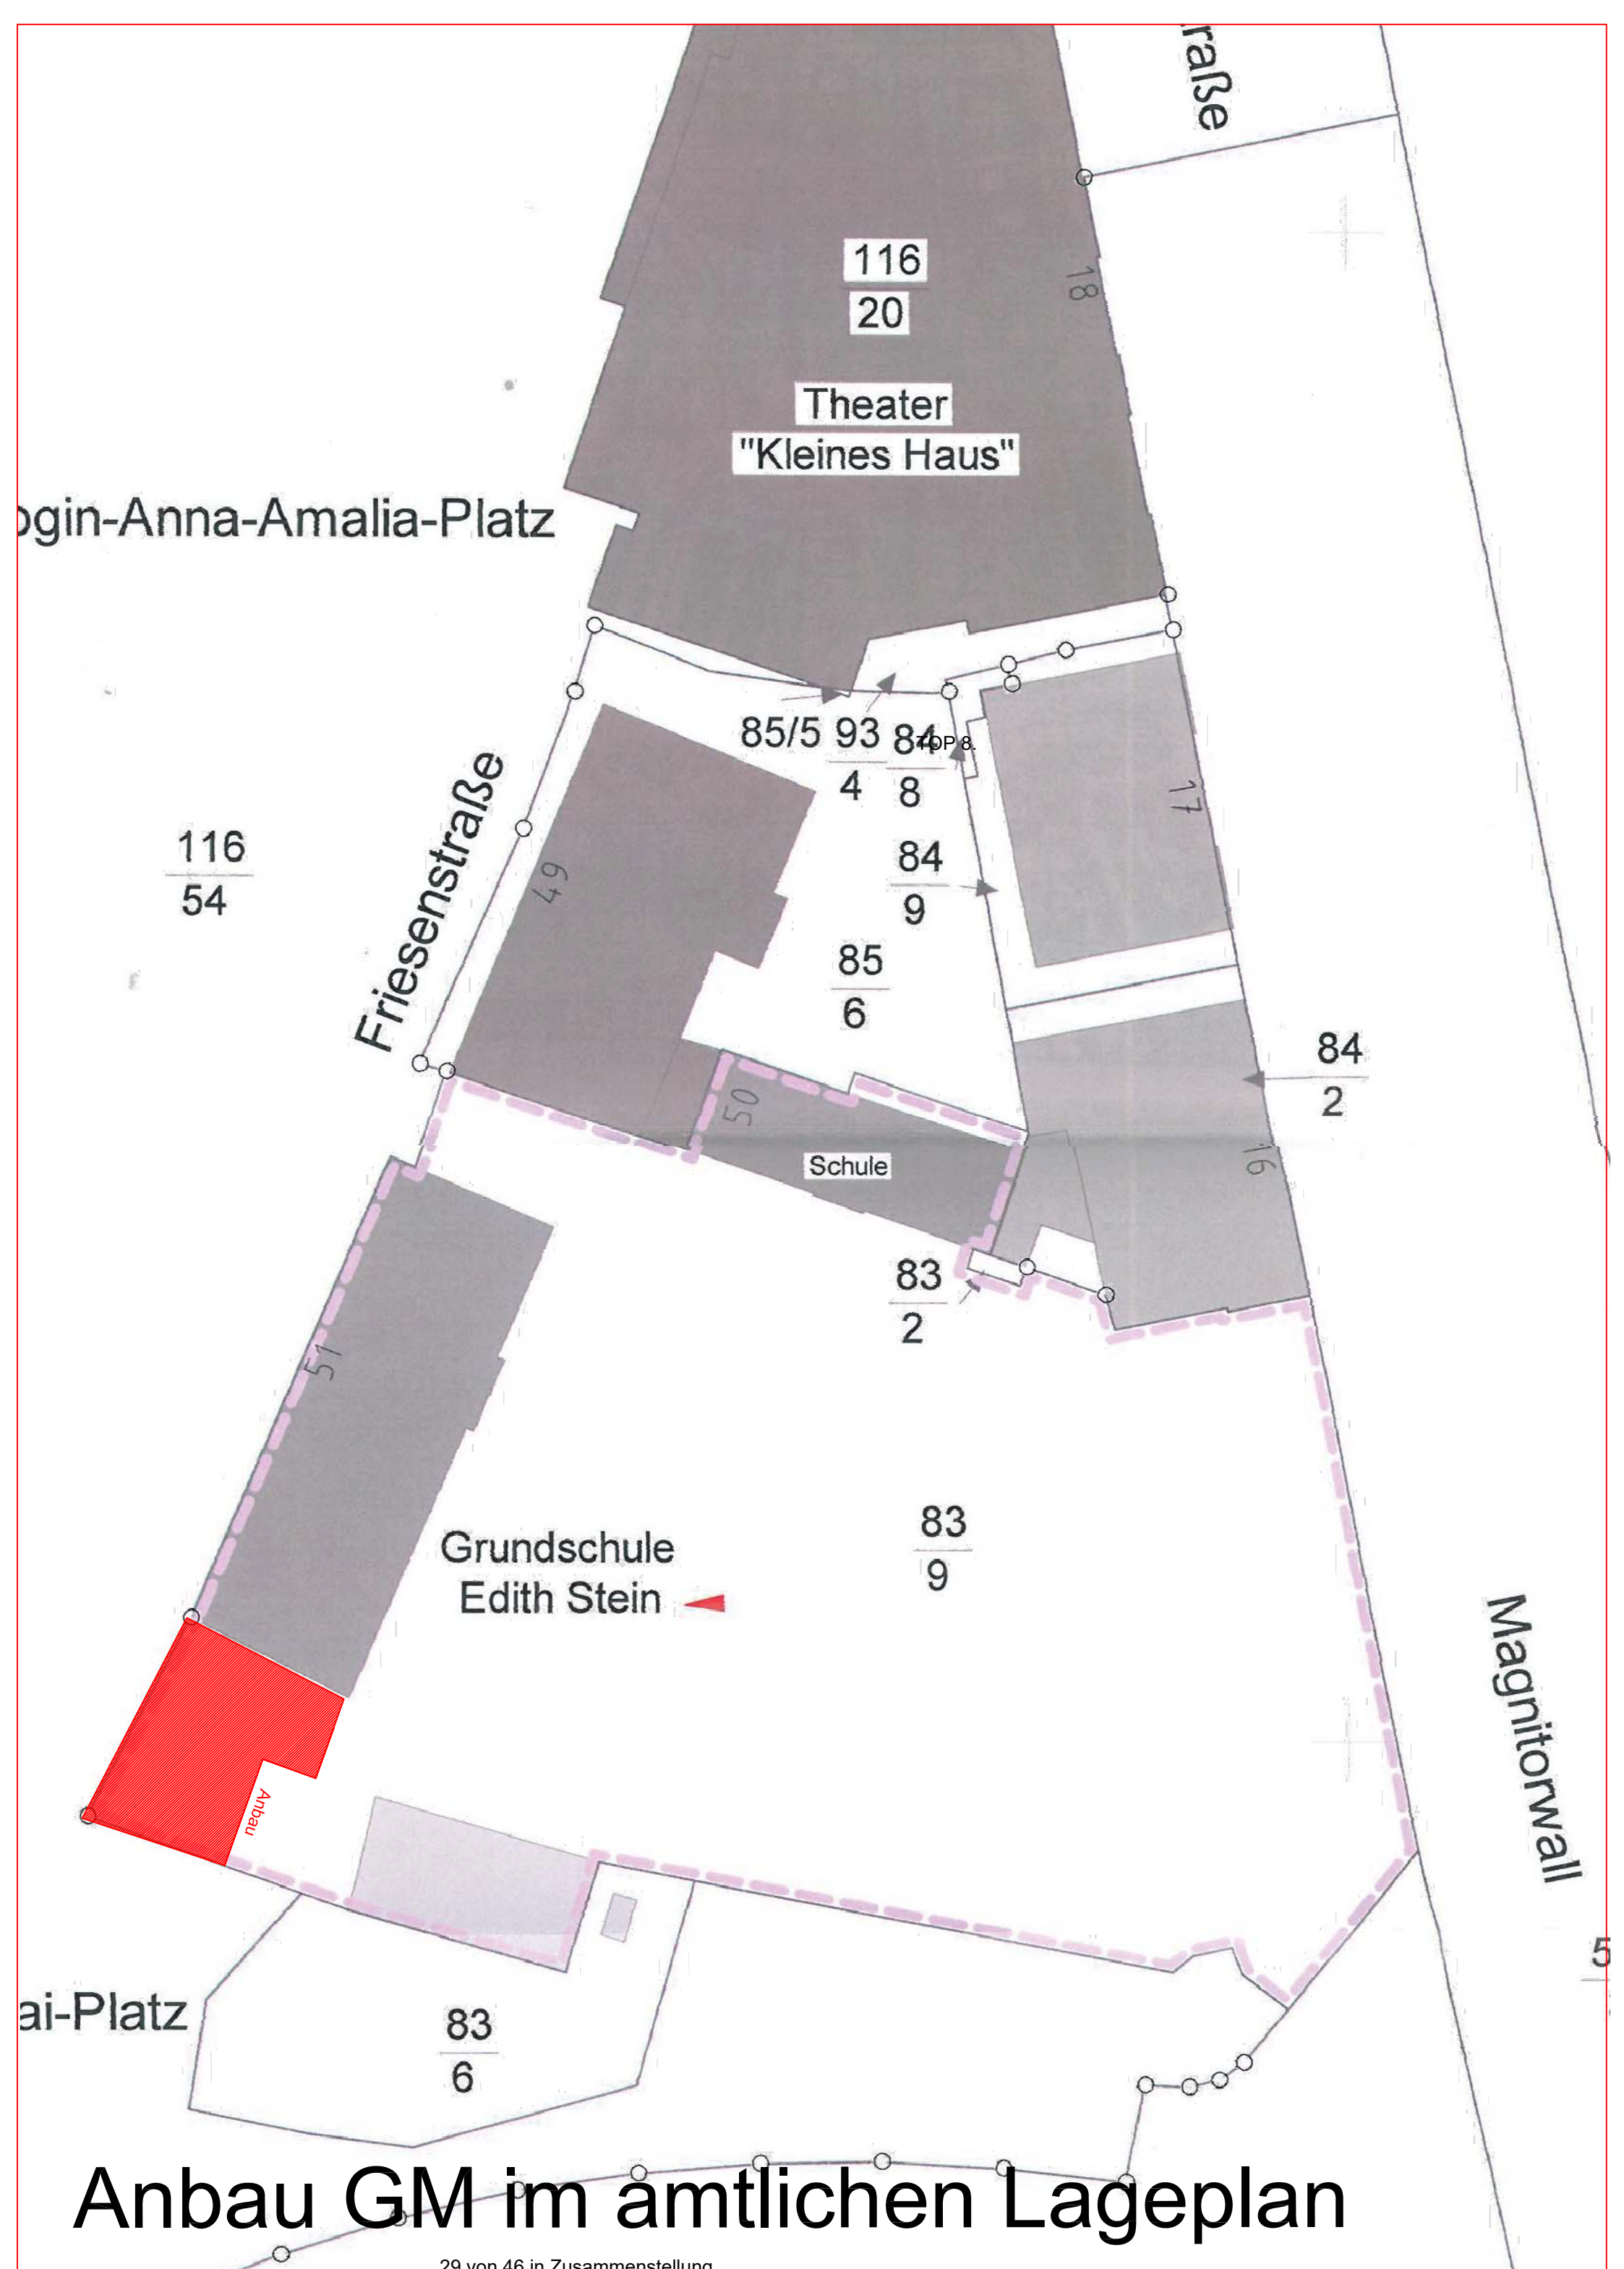 raße
116
20
18
Theater
"Kleines Haus"
ogin-Anna-Amalia-Platz
85/5
93
4
84
8
TOP 8.
17
116
54
Friesenstraße
49
84
9
85
6
84
2
50
Schule
16
83
2
51
Grundschule
Edith Stein
83
9
Magnitorwall
Anbau
5
ai-Platz
83
6
Anbau GM im amtlichen Lageplan
29 von 46 in Zusammenstellung